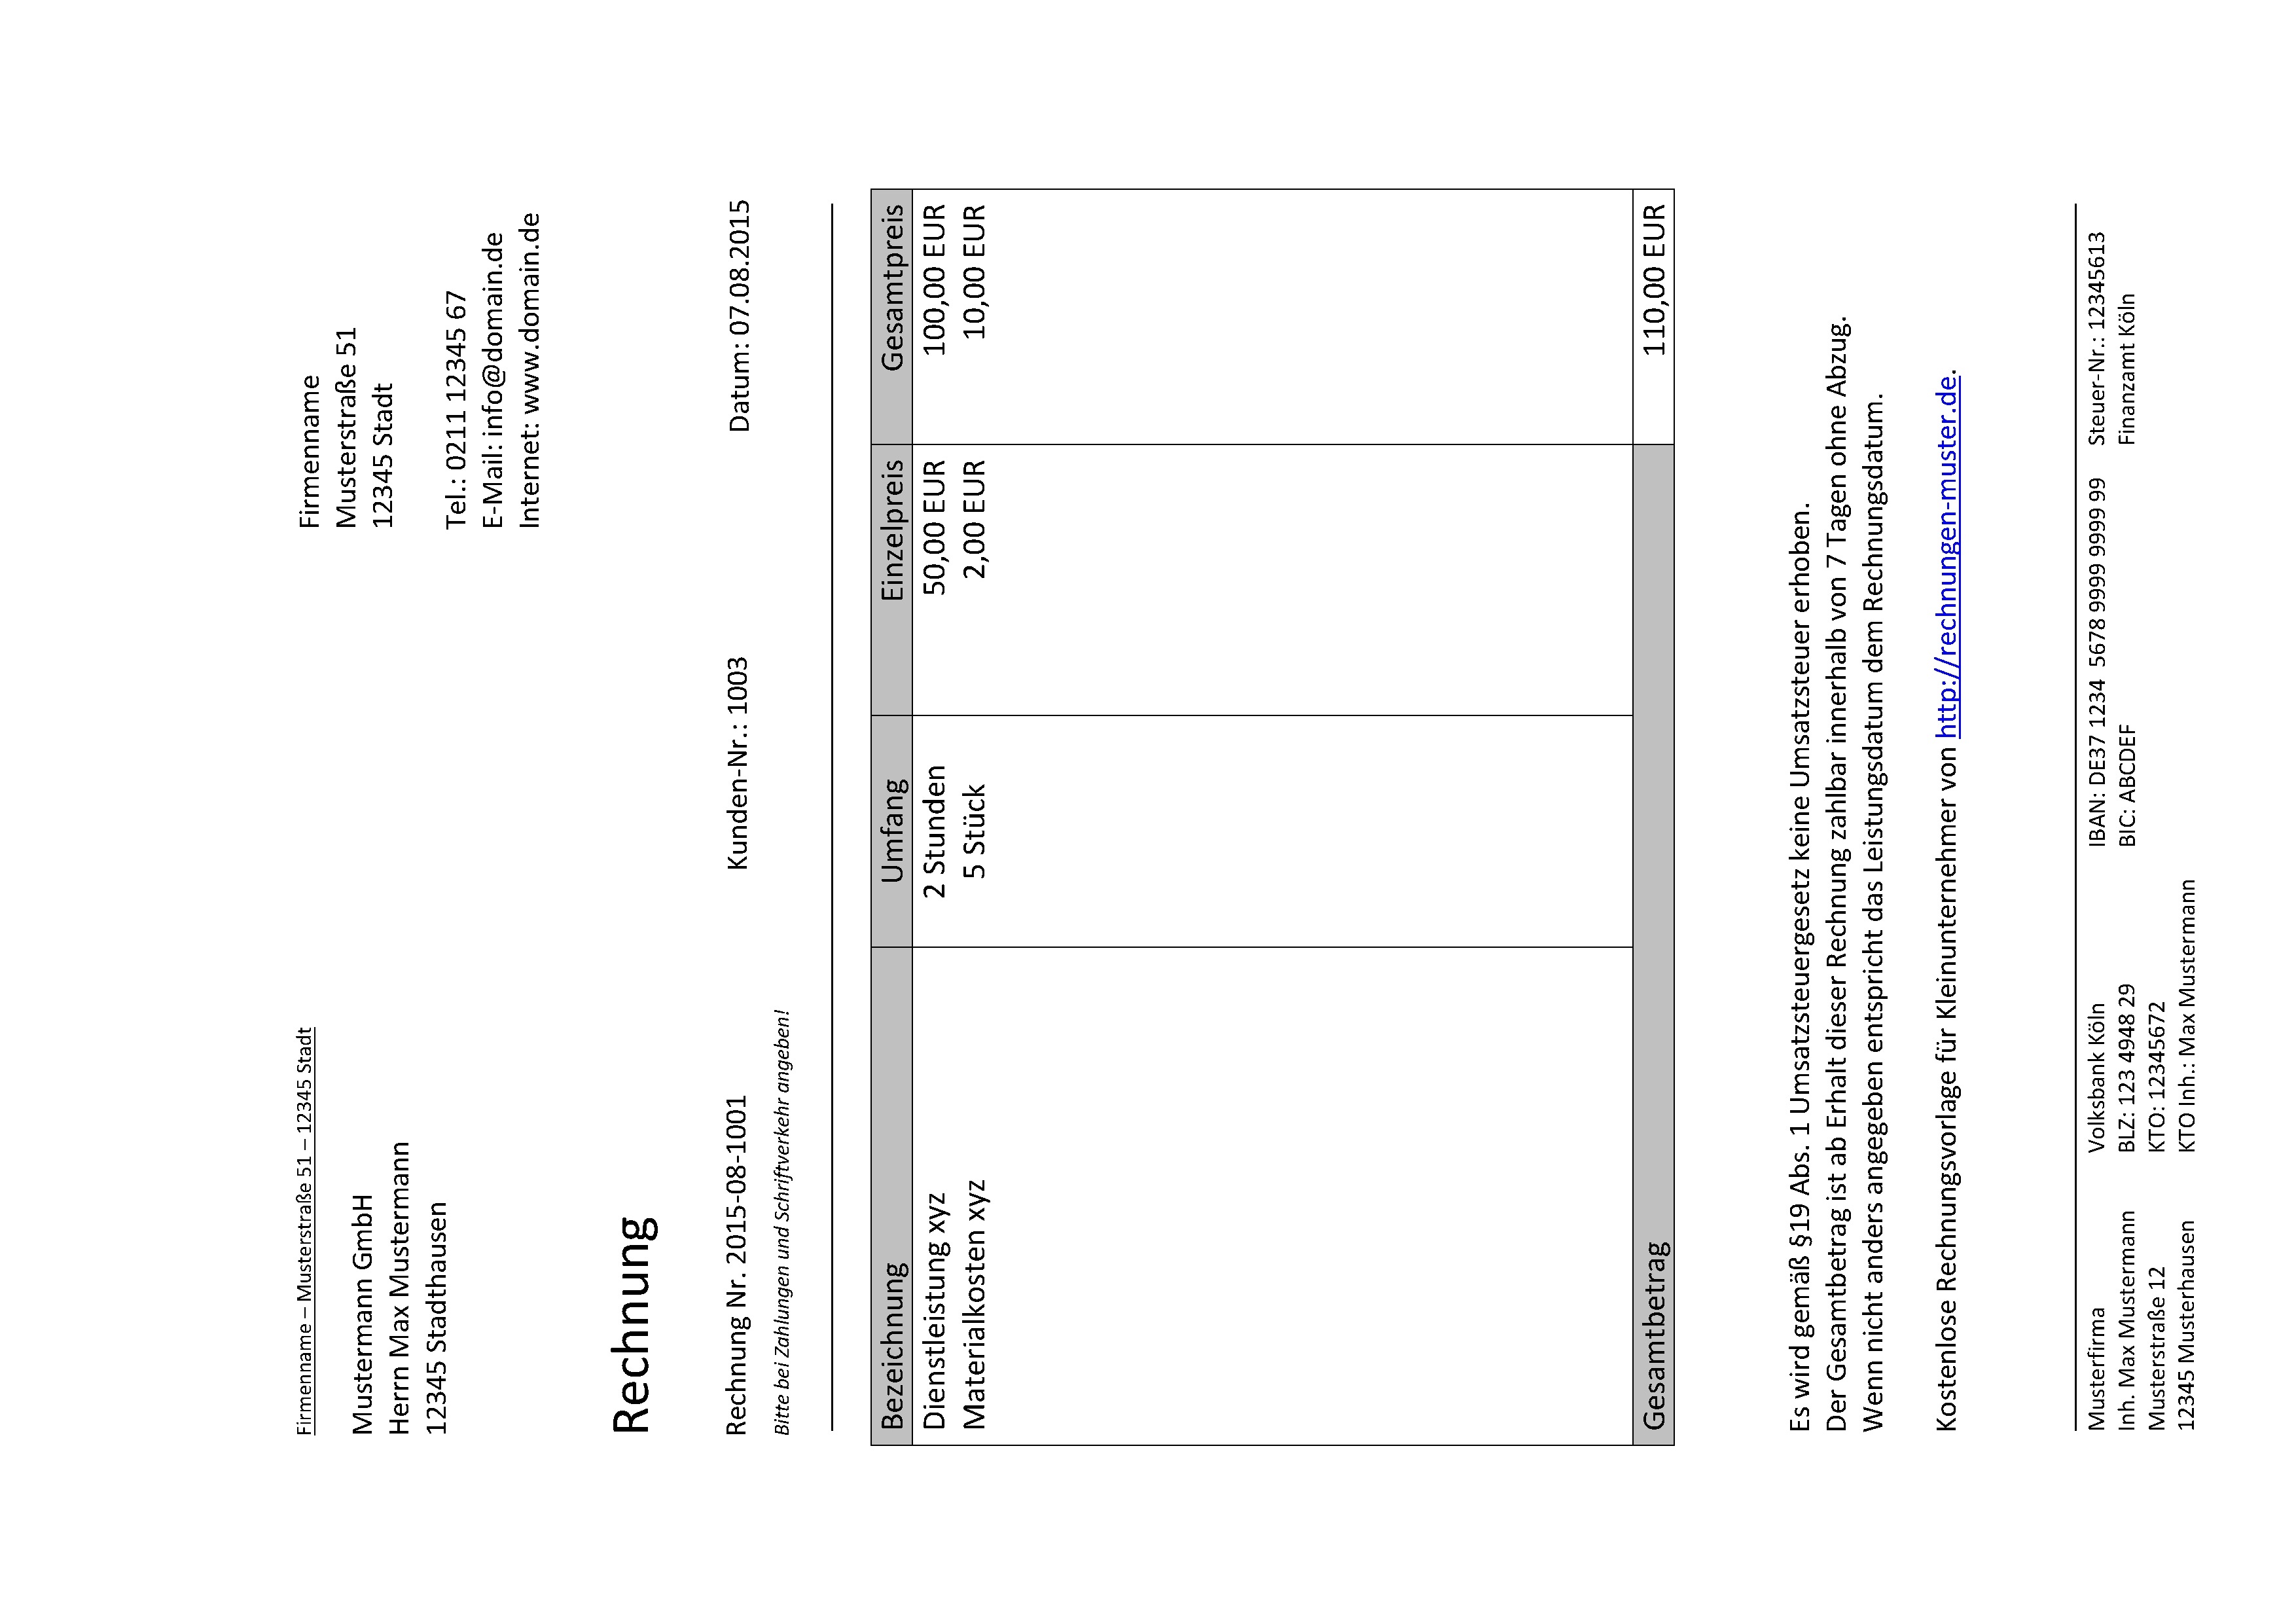 Firmenname
Musterstraße 51
12345 Stadt
Tel.: 0211 12345 67
E-Mail: info@domain.de
Internet: www.domain.de
Firmenname – Musterstraße 51 – 12345 Stadt
Mustermann GmbH
Herrn Max Mustermann
12345 Stadthausen
Rechnung
Rechnung Nr. 2015-08-1001 Kunden-Nr.: 1003 Datum: 07.08.2015
Bitte bei Zahlungen und Schriftverkehr angeben!
Bezeichnung Umfang Einzelpreis Gesamtpreis
Dienstleistung xyz 2 Stunden 50,00 EUR 100,00 EUR
Materialkosten xyz 5 Stück 2,00 EUR 10,00 EUR
Gesamtbetrag 110,00 EUR
Es wird gemäß §19 Abs. 1 Umsatzsteuergesetz keine Umsatzsteuer erhoben.
Der Gesamtbetrag ist ab Erhalt dieser Rechnung zahlbar innerhalb von 7 Tagen ohne Abzug.
Wenn nicht anders angegeben entspricht das Leistungsdatum dem Rechnungsdatum.
Kostenlose Rechnungsvorlage für Kleinunternehmer von http://rechnungen-muster.de.
Musterfirma Volksbank Köln IBAN: DE37 1234 5678 9999 9999 99 Steuer-Nr.: 12345613
Inh. Max Mustermann BLZ: 123 4948 29 BIC: ABCDEF Finanzamt Köln
Musterstraße 12 KTO: 12345672
12345 Musterhausen KTO Inh.: Max Mustermann